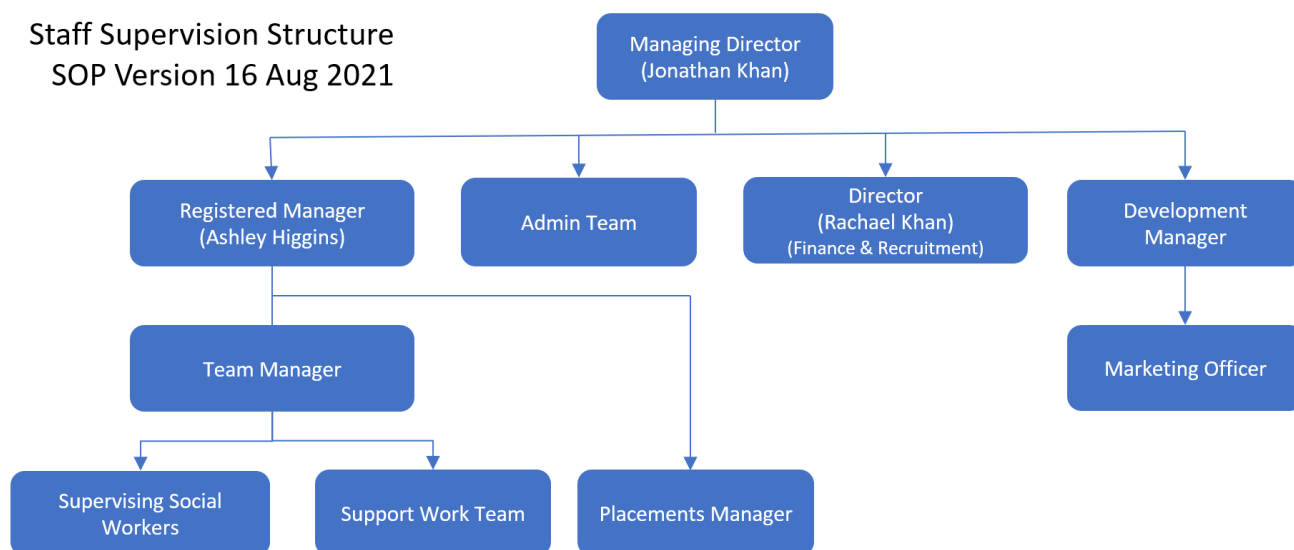 Staff Supervision Structure
SOP Version 16 Aug 2021
Managing Director
(Jonathan Khan)
Registered Manager
(Ashley Higgins)
Admin Team
Director
(Rachael Khan)
(Finance & Recruitment)
Development
Manager
Team Manager
Marketing Officer
Supervising Social
Workers
Support Work Team
Placements Manager